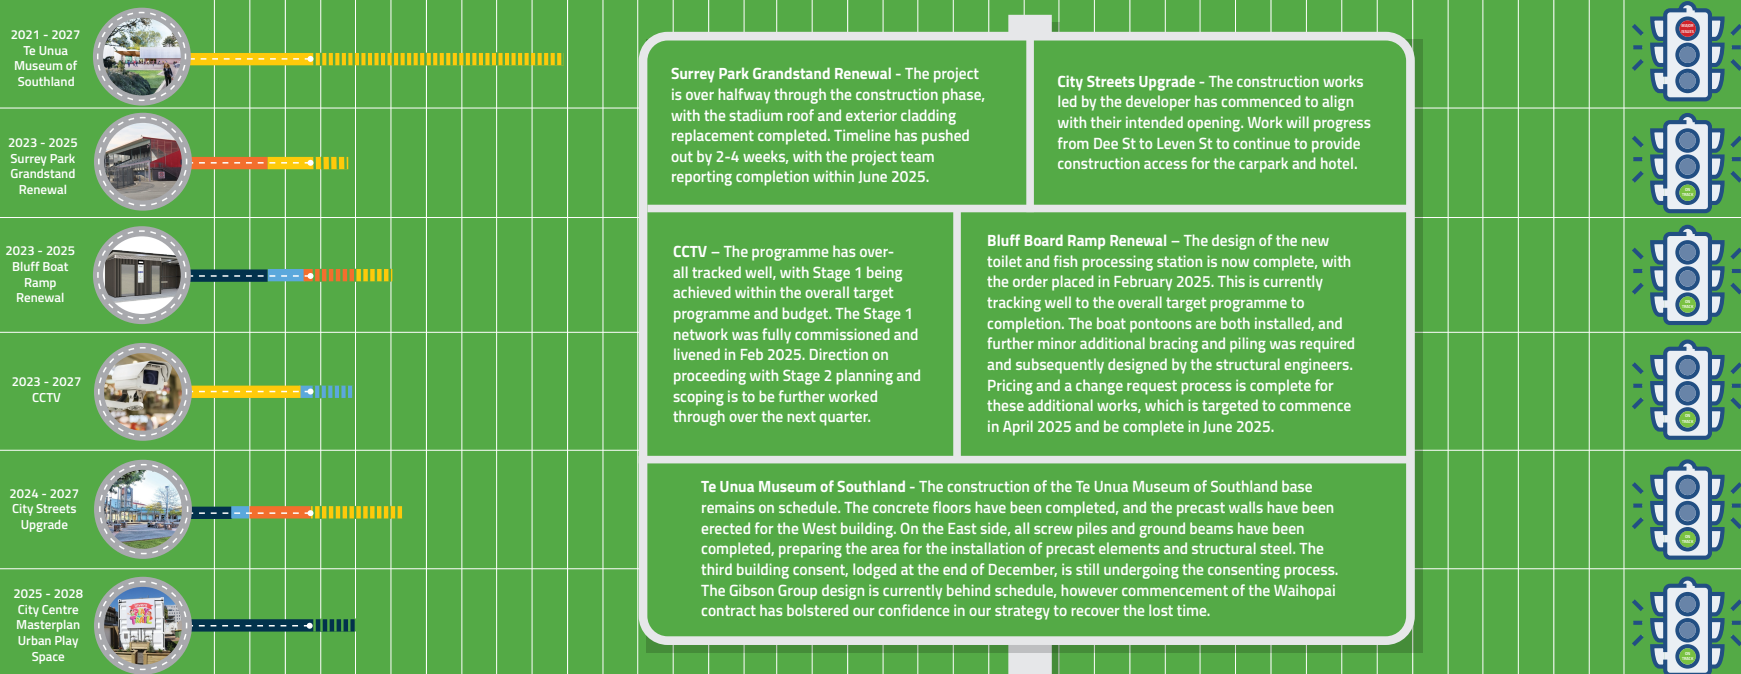 2021 - 2027
Te Unua
Museum of
Southland
2023 - 2025
Surrey Park
Grandstand
Renewal
2023 - 2025
Bluff Boat
Ramp
Renewal
2023 - 2027
CCTV
2024 - 2027
City Streets
Upgrade
2025 - 2028
City Centre
Masterplan
Urban Play
Space
Surrey Park Grandstand Renewal - The project
is over halfway through the construction phase,
with the stadium roof and exterior cladding
replacement completed. Timeline has pushed
out by 2-4 weeks, with the project team
reporting completion within June 2025.
City Streets Upgrade - The construction works
led by the developer has commenced to align
with their intended opening. Work will progress
from Dee St to Leven St to continue to provide
construction access for the carpark and hotel.
CCTV – The programme has over-
all tracked well, with Stage 1 being
achieved within the overall target
programme and budget. The Stage 1
network was fully commissioned and
livened in Feb 2025. Direction on
proceeding with Stage 2 planning and
scoping is to be further worked
through over the next quarter.
Bluff Board Ramp Renewal – The design of the new
toilet and fish processing station is now complete, with
the order placed in February 2025. This is currently
tracking well to the overall target programme to
completion. The boat pontoons are both installed, and
further minor additional bracing and piling was required
and subsequently designed by the structural engineers.
Pricing and a change request process is complete for
these additional works, which is targeted to commence
in April 2025 and be complete in June 2025.
Te Unua Museum of Southland - The construction of the Te Unua Museum of Southland base
remains on schedule. The concrete floors have been completed, and the precast walls have been
erected for the West building. On the East side, all screw piles and ground beams have been
completed, preparing the area for the installation of precast elements and structural steel. The
third building consent, lodged at the end of December, is still undergoing the consenting process.
The Gibson Group design is currently behind schedule, however commencement of the Waihopai
contract has bolstered our confidence in our strategy to recover the lost time.
MAJOR
ISSUES
ON
TRACK
ON
TRACK
ON
TRACK
ON
TRACK
ON
TRACK